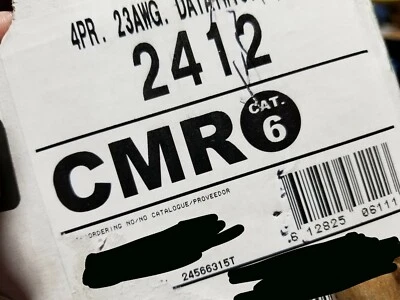 4PR. 23AWG.
2412
CMR CAT. 6
ORDERING NO/NO CATALOGUE/PROVEEDOR
24566315T
6 12825 06111